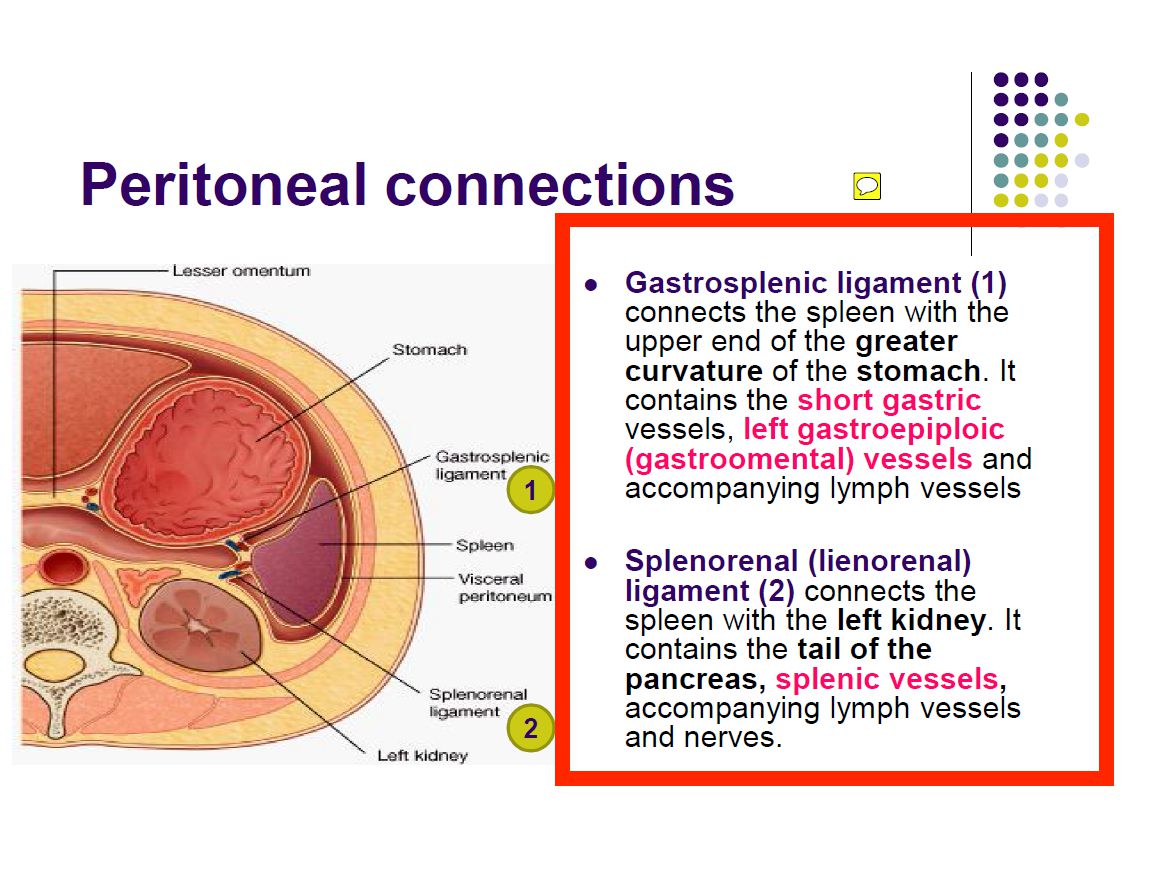 Peritoneal connections
Lesser omentum
Stomach
Gastrosplenic
ligament
1
Spleen
Visceral
peritoneum
Splenorenal
ligament
2
Left kidney
Gastrosplenic ligament (1)
connects the spleen with the
upper end of the greater
curvature of the stomach. It
contains the short gastric
vessels, left gastroepiploic
(gastroomental) vessels and
accompanying lymph vessels
Splenorenal (lienorenal)
ligament (2) connects the
spleen with the left kidney. It
contains the tail of the
pancreas, splenic vessels,
accompanying lymph vessels
and nerves.